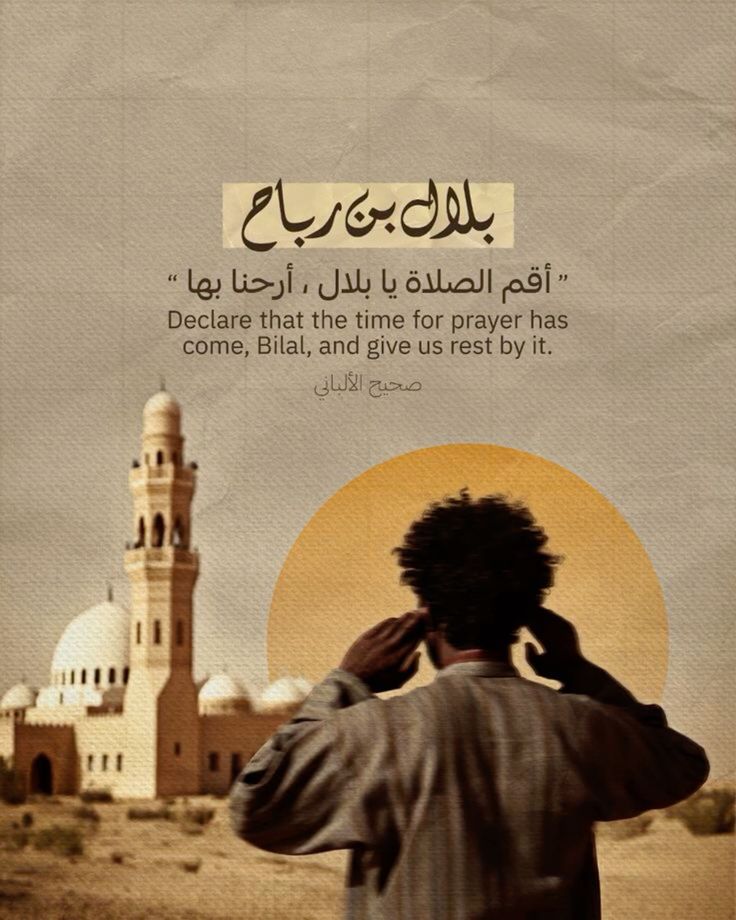 بلال بن رباح
” أقم الصلاة يا بلال ، أرحنا بها “
Declare that the time for prayer has
come, Bilal, and give us rest by it.
صحيح الألباني